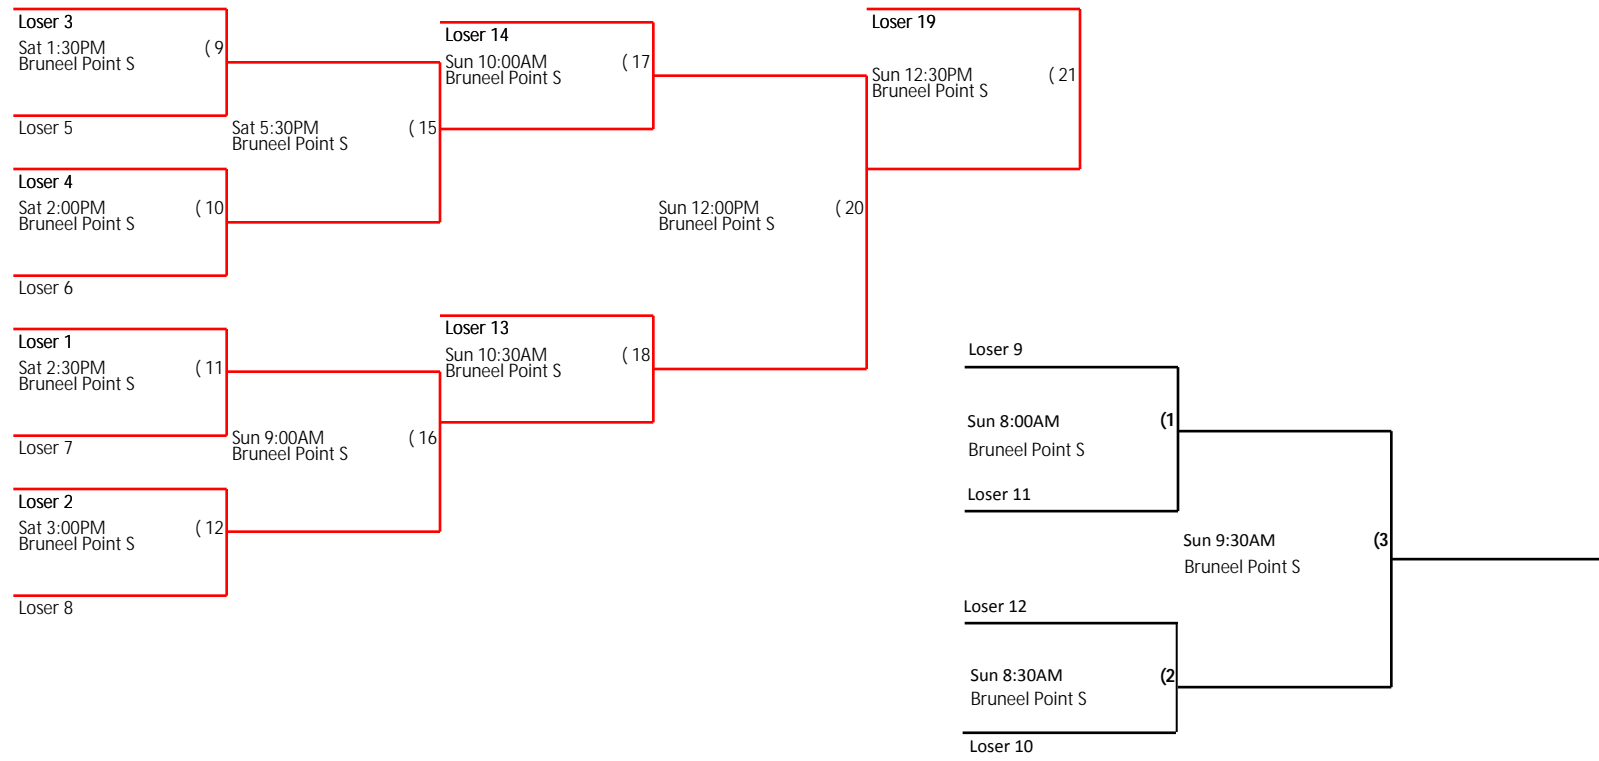 Loser 3
Sat 1:30PM ( 9
Bruneel Point S
Loser 5
Sat 5:30PM ( 15
Bruneel Point S
Loser 4
Sat 2:00PM ( 10
Bruneel Point S
Loser 6
Loser 14
Sun 10:00AM ( 17
Bruneel Point S
Loser 19
Sun 12:30PM ( 21
Bruneel Point S
Sun 12:00PM ( 20
Bruneel Point S
Loser 1
Sat 2:30PM ( 11
Bruneel Point S
Loser 7
Sun 9:00AM ( 16
Bruneel Point S
Loser 2
Sat 3:00PM ( 12
Bruneel Point S
Loser 8
Loser 13
Sun 10:30AM ( 18
Bruneel Point S
Loser 9
Sun 8:00AM (1
Bruneel Point S
Loser 11
Sun 9:30AM (3
Bruneel Point S
Loser 12
Sun 8:30AM (2
Bruneel Point S
Loser 10